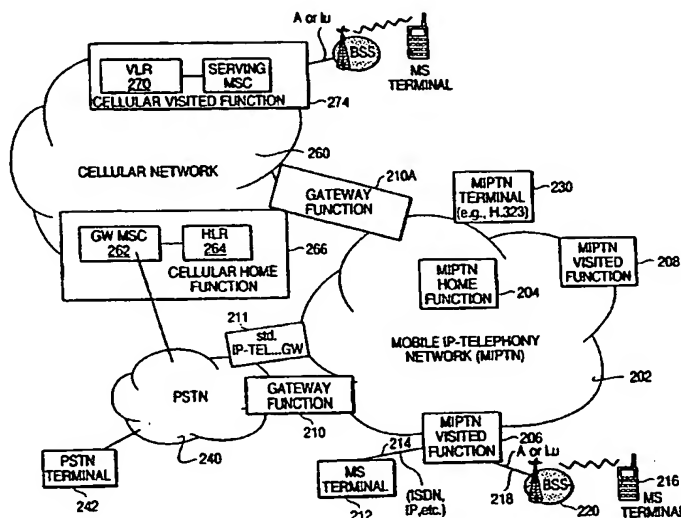 A or Iu
BSS
MS
TERMINAL
VLR
270
SERVING
MSC
CELLULAR VISITED FUNCTION
274
260
CELLULAR NETWORK
210A
GATEWAY
FUNCTION
MIPTN
TERMINAL
(e.g., H.323)
230
GW MSC
262
HLR
264
CELLULAR HOME
FUNCTION
266
MIPTN
VISITED
FUNCTION
208
MIPTN
HOME
FUNCTION
204
211
std.
IP-TEL...GW
MOBILE IP-TELEPHONY
NETWORK (MIPTN)
202
PSTN
GATEWAY
FUNCTION
210
240
MIPTN
VISITED
FUNCTION
206
214
A or Lu
218
PSTN
TERMINAL
242
MS
TERMINAL
212
(ISDN,
IP,etc.)
BSS
220
216
MS
TERMINAL